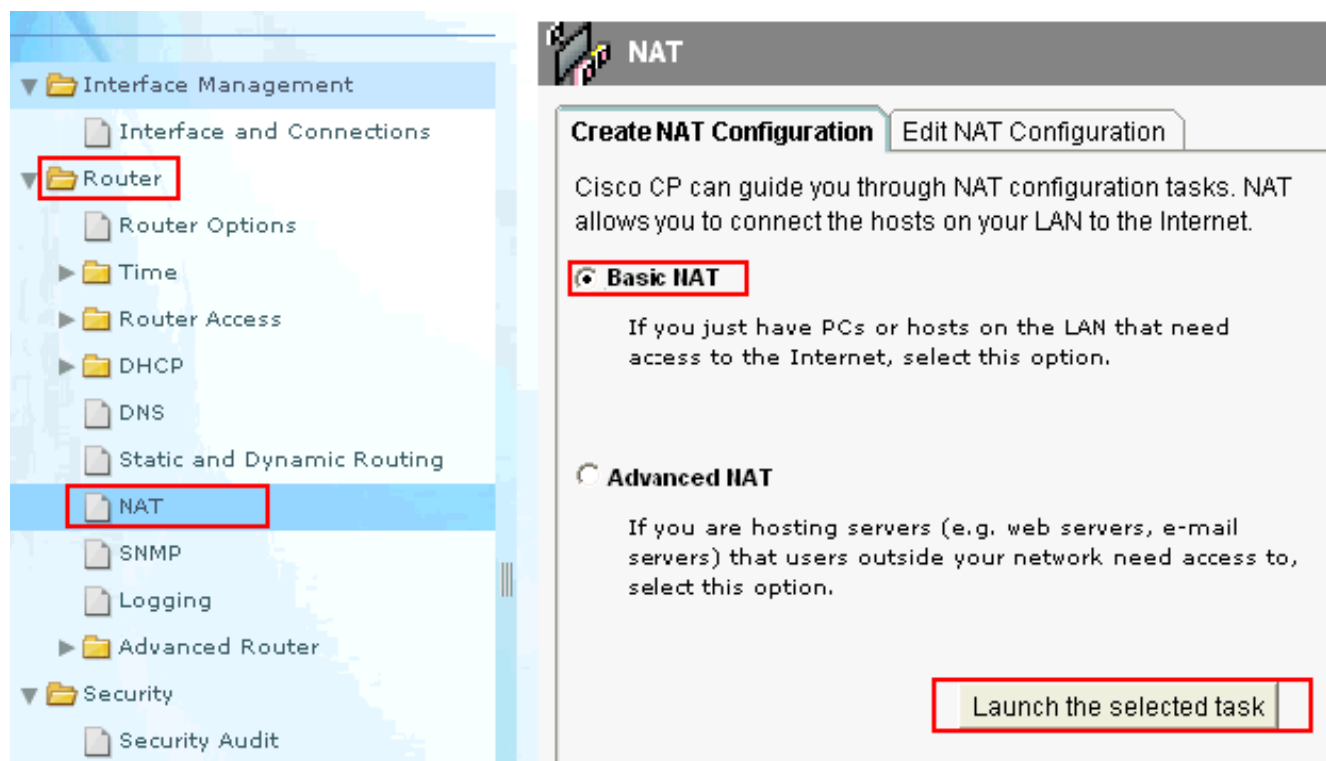 Interface Management
Interface and Connections
Router
Router Options
Time
Router Access
DHCP
DNS
Static and Dynamic Routing
NAT
SNMP
Logging
Advanced Router
Security
Security Audit
NAT
Create NAT Configuration
Edit NAT Configuration
Cisco CP can guide you through NAT configuration tasks. NAT
allows you to connect the hosts on your LAN to the Internet.
Basic NAT
If you just have PCs or hosts on the LAN that need
access to the Internet, select this option.
Advanced NAT
If you are hosting servers (e.g. web servers, e-mail
servers) that users outside your network need access to,
select this option.
Launch the selected task